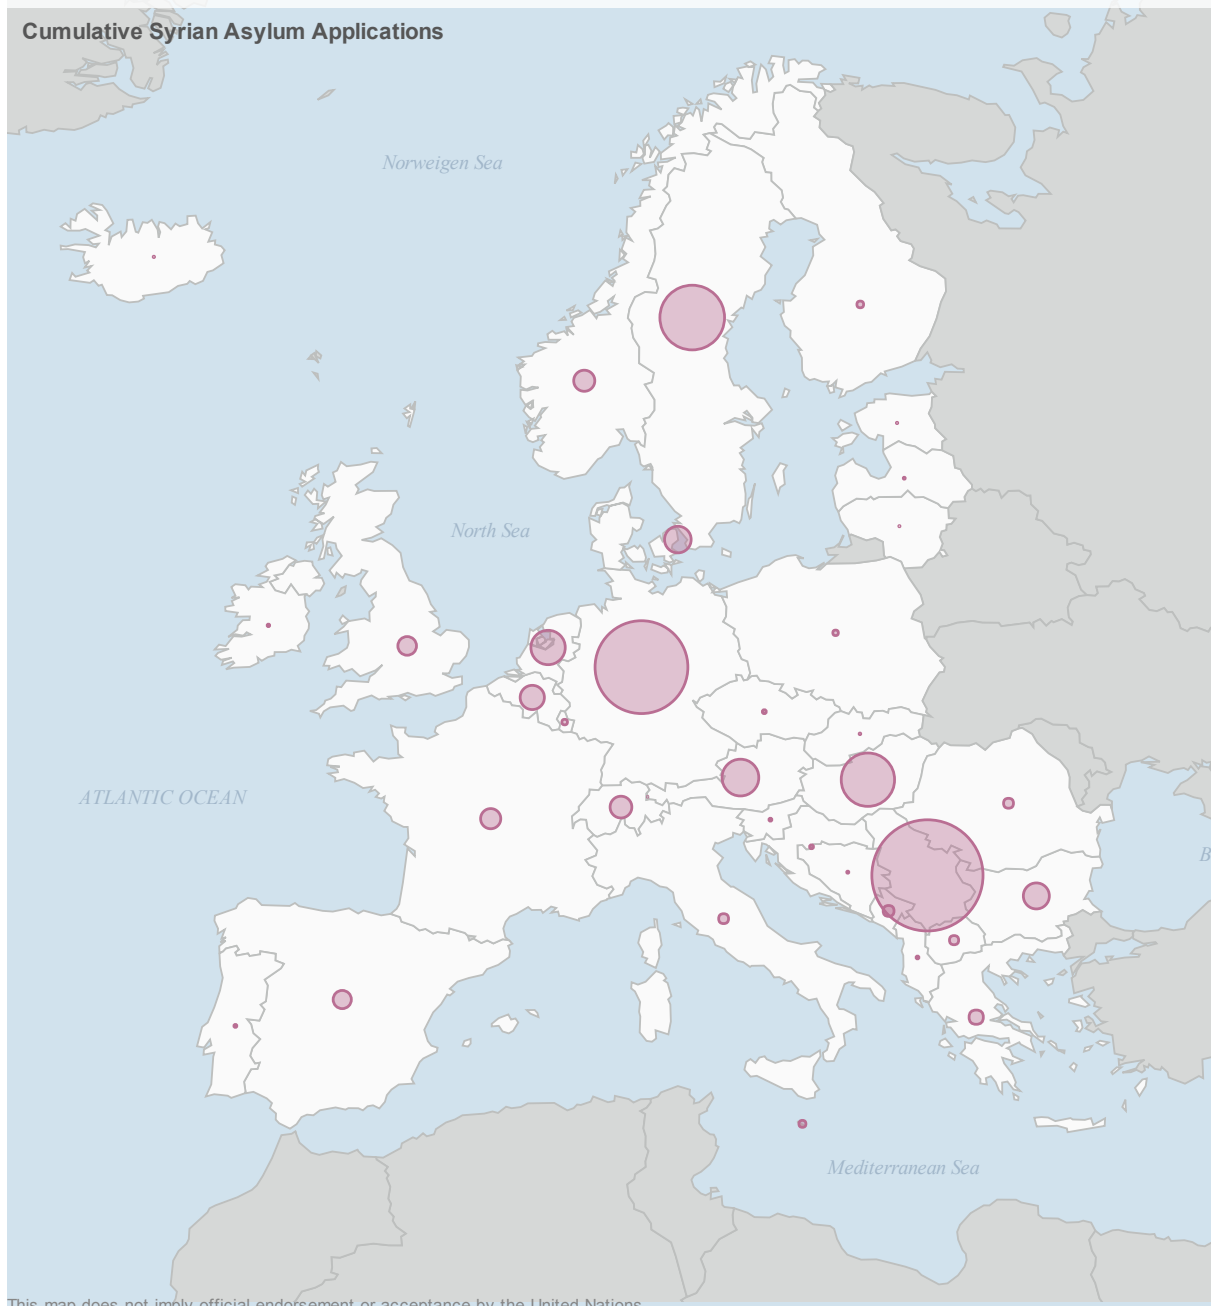 Cumulative Syrian Asylum Applications
Norweigen Sea
North Sea
ATLANTIC OCEAN
B
Mediterranean Sea
This map does not imply official endorsement or acceptance by the United Nations